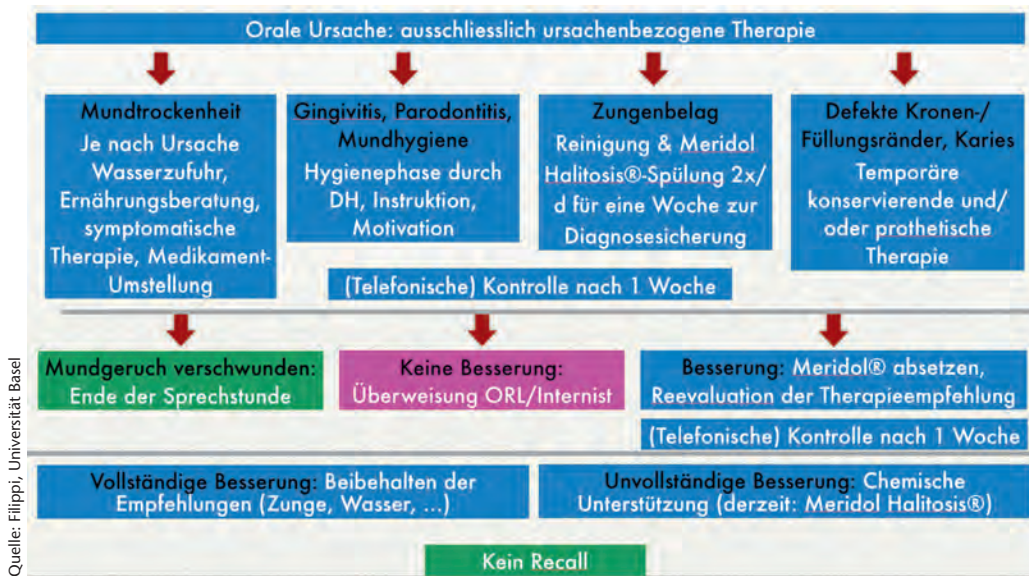 Orale Ursache: ausschliesslich ursachenbezogene Therapie
Mundtrockenheit
Je nach Ursache
Wasserzufuhr,
Ernährungsberatung,
symptomatische
Therapie, Medikament-
Umstellung
Gingivitis, Parodontitis,
Mundhygiene
Hygienephase durch
DH, Instruktion,
Motivation
Zungenbelag
Reinigung & Meridol
Halitosis®-Spülung 2x/
d für eine Woche zur
Diagnosesicherung
Defekte Kronen-/
Füllungsränder, Karies
Temporäre
konservierende und/
oder prothetische
Therapie
(Telefonische) Kontrolle nach 1 Woche
Mundgeruch verschwunden:
Ende der Sprechstunde
Keine Besserung:
Überweisung ORL/Internist
Besserung: Meridol® absetzen,
Reevaluation der Therapieempfehlung
(Telefonische) Kontrolle nach 1 Woche
Vollständige Besserung: Beibehalten der
Empfehlungen (Zunge, Wasser, ...)
Unvollständige Besserung: Chemische
Unterstützung (derzeit: Meridol Halitosis®)
Kein Recall
Quelle: Filippi, Universität Basel